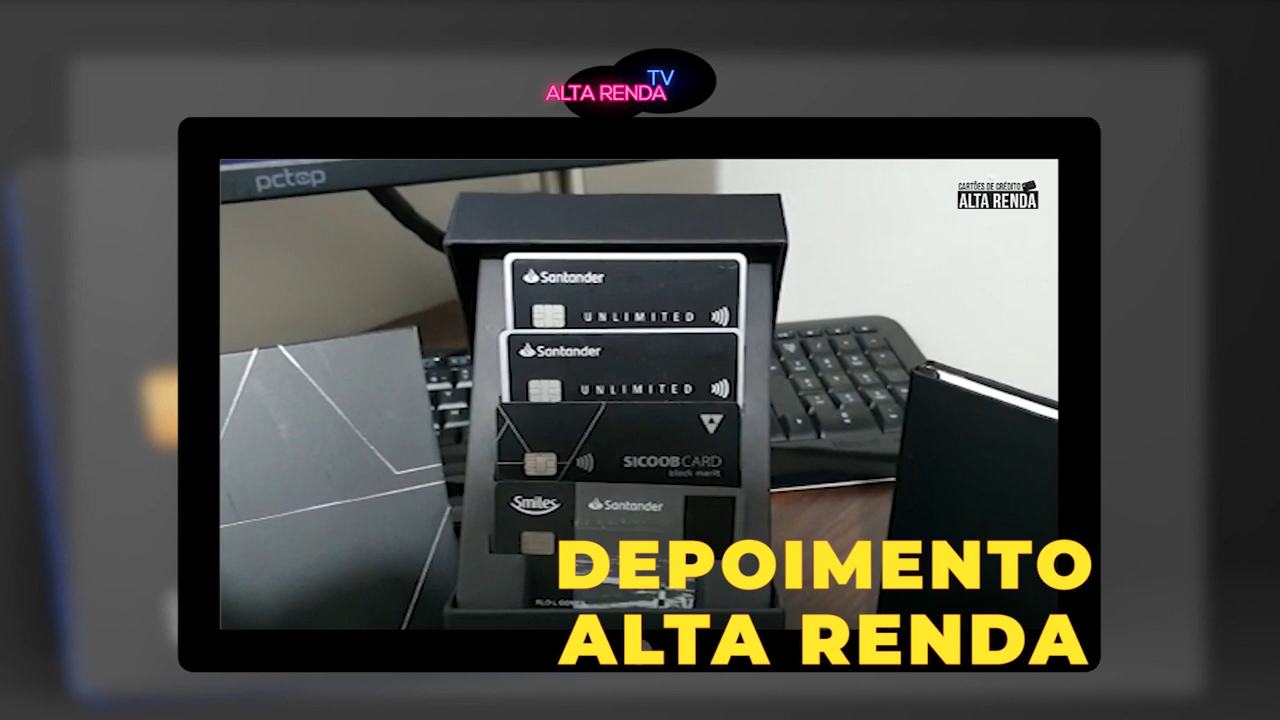 TV
ALTA RENDA
pctop
CARTÕES DE CRÉDITO
ALTA RENDA
Santander
UNLIMITED
Santander
UNLIMITED
SICOOBCARD
black merit
Smiles
Santander
DEPOIMENTO
ALTA RENDA